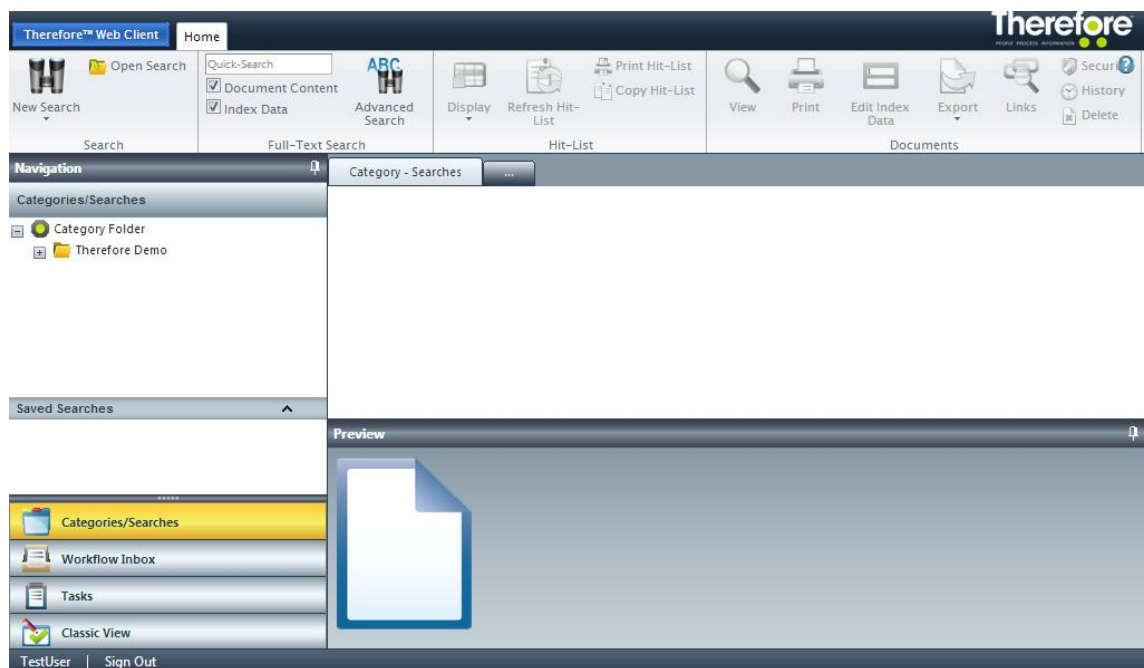 Therefore™ Web Client Home Therefore
PEOPLE PROCESS INFORMATION
New Search
Open Search
Search
Quick-Search
Document Content
Index Data
ABC
Advanced
Search
Full-Text Search
Display
Refresh Hit-
List
Print Hit-List
Copy Hit-List
Hit-List
View
Print
Edit Index
Data
Export
Links
Securi
?
History
Delete
Documents
Navigation
Categories/Searches
Category Folder
Therefore Demo
Saved Searches
Categories/Searches
Workflow Inbox
Tasks
Classic View
TestUser | Sign Out
Category - Searches ...
Preview